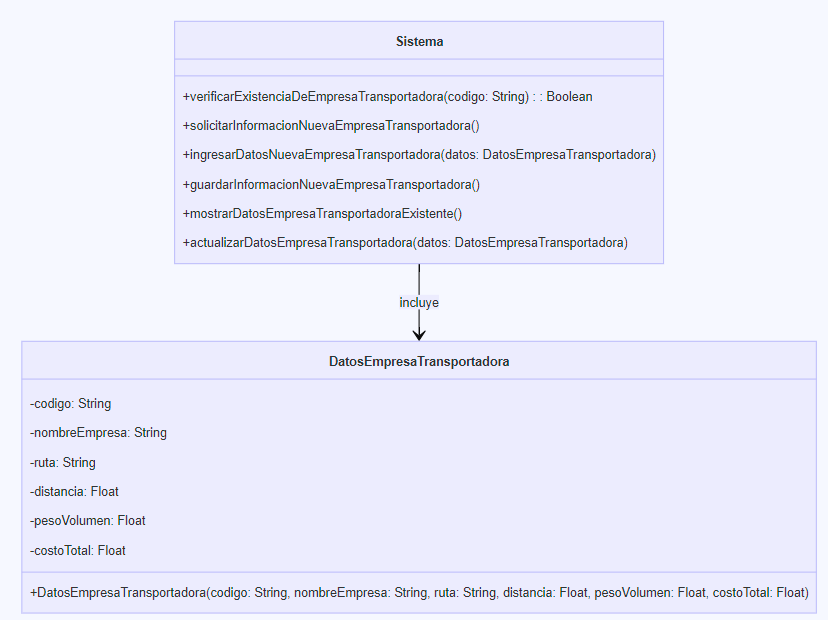 Sistema
+verificarExistenciaDeEmpresaTransportadora(codigo: String) : : Boolean
+solicitarInformacionNuevaEmpresaTransportadora()
+ingresarDatosNuevaEmpresaTransportadora(datos: DatosEmpresaTransportadora)
+guardarInformacionNuevaEmpresaTransportadora()
+mostrarDatosEmpresaTransportadoraExistente()
+actualizarDatosEmpresaTransportadora(datos: DatosEmpresaTransportadora)
incluye
DatosEmpresaTransportadora
-codigo: String
-nombreEmpresa: String
-ruta: String
-distancia: Float
-pesoVolumen: Float
-costoTotal: Float
+DatosEmpresaTransportadora(codigo: String, nombreEmpresa: String, ruta: String, distancia: Float, pesoVolumen: Float, costoTotal: Float)